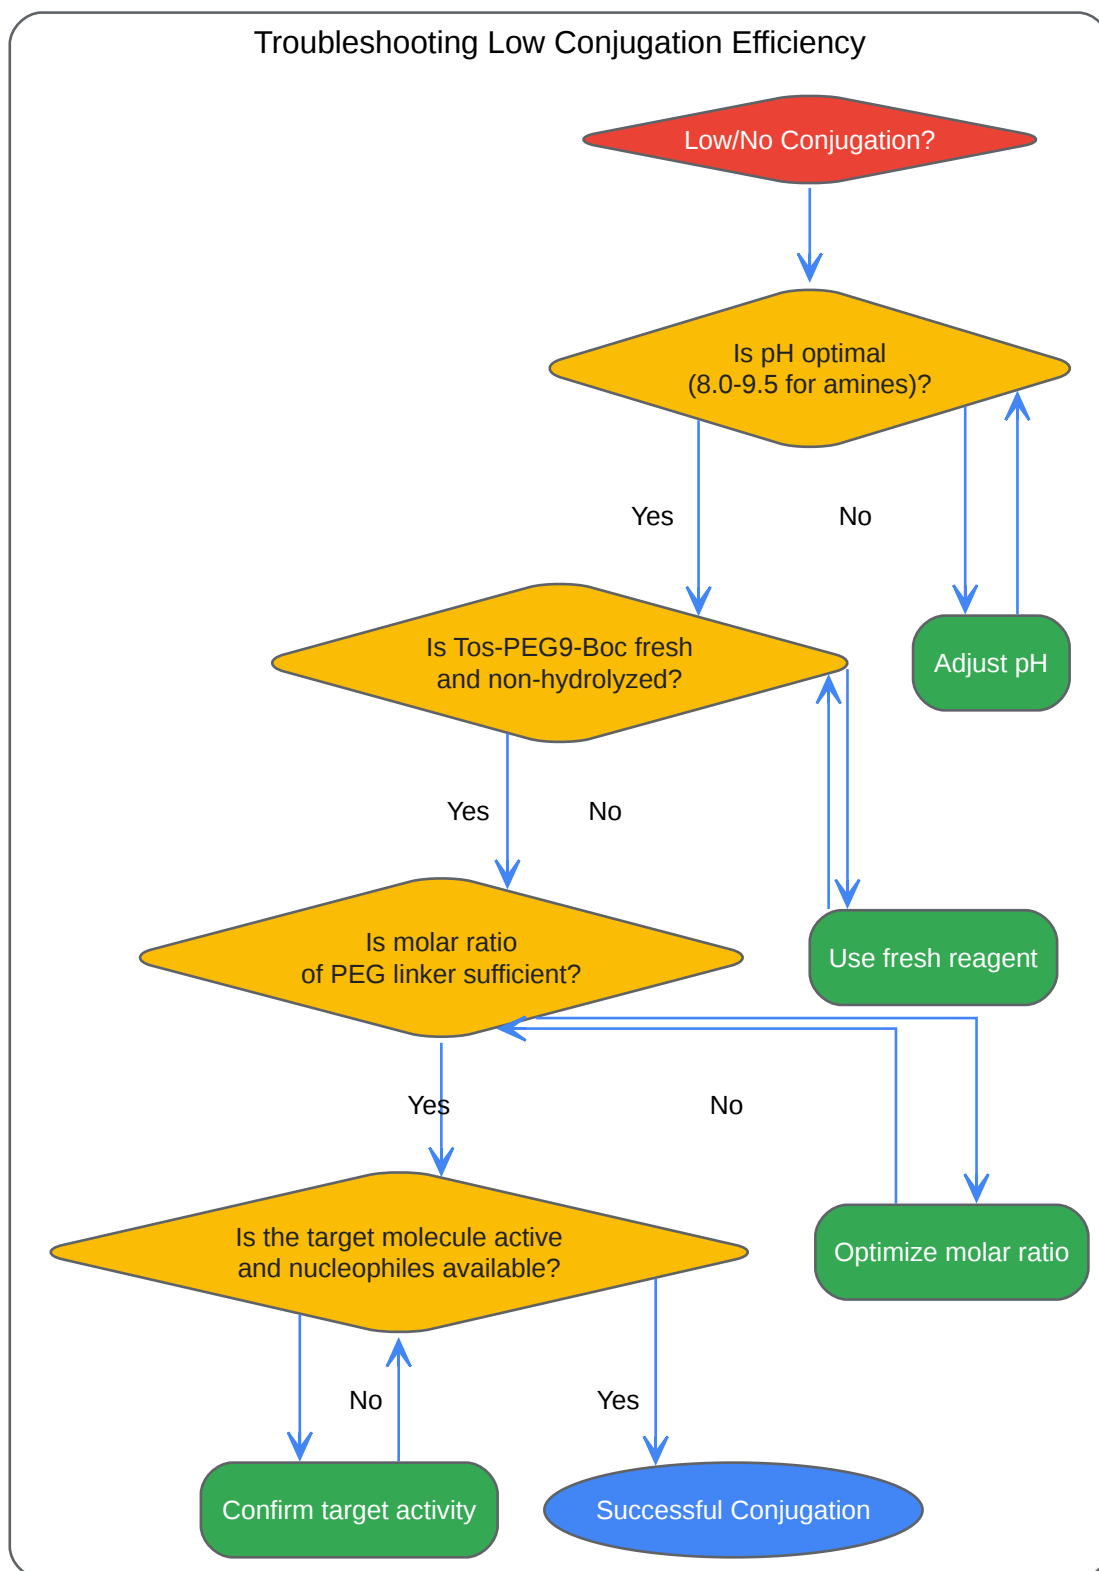 Troubleshooting Low Conjugation Efficiency
Low/No Conjugation?
Is pH optimal
(8.0-9.5 for amines)?
Yes
No
Is Tos-PEG9-Boc fresh
and non-hydrolyzed?
Adjust pH
Yes
No
Is molar ratio
of PEG linker sufficient?
Use fresh reagent
Yes
No
Is the target molecule active
and nucleophiles available?
Optimize molar ratio
No
Yes
Confirm target activity
Successful Conjugation